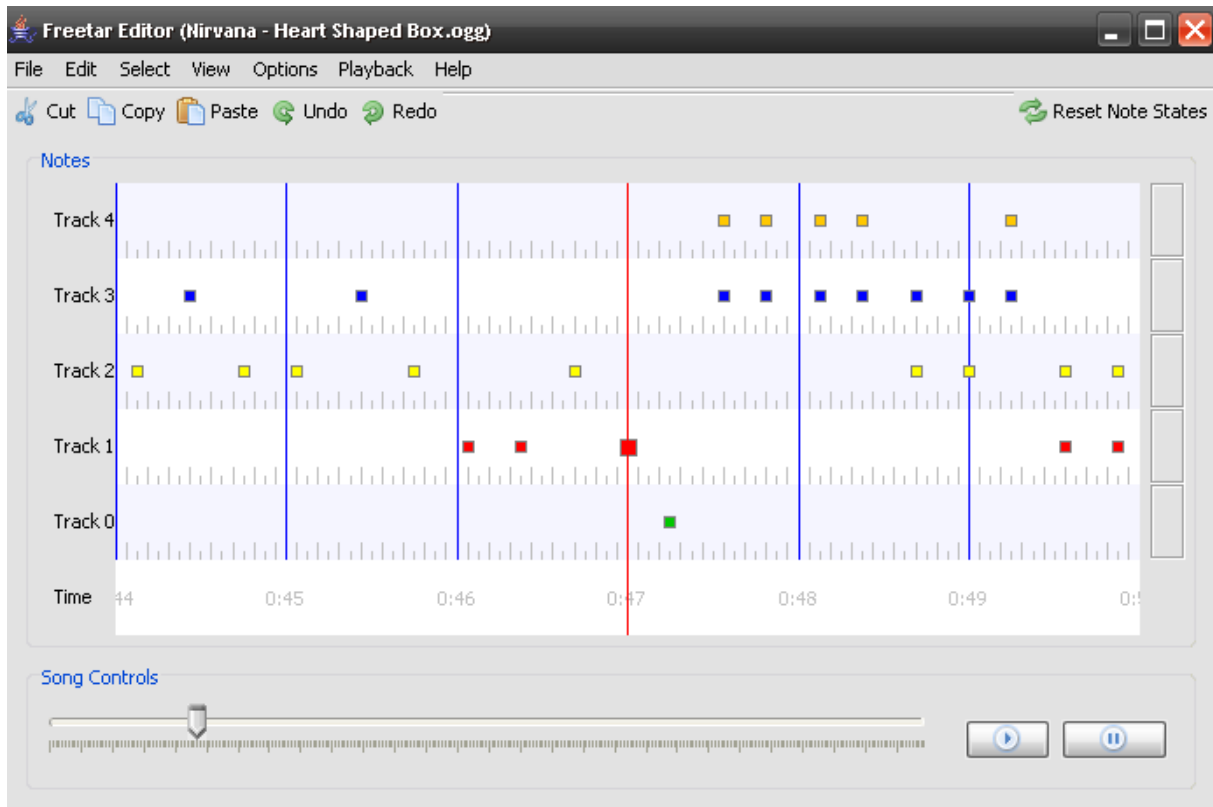 Freetar Editor (Nirvana - Heart Shaped Box.ogg)
File Edit Select View Options Playback Help
Cut Copy Paste Undo Redo Reset Note States
Notes
Track 4
Track 3
Track 2
Track 1
Track 0
Time 44 0:45 0:46 0:47 0:48 0:49
Song Controls